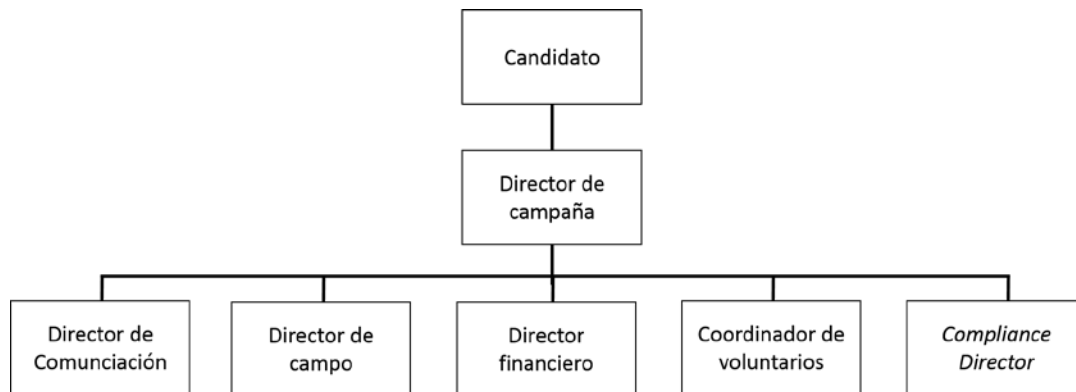 Candidato
Director de
campaña
Director de
Comunciación
Director de
campo
Director
financiero
Coordinador de
voluntarios
Compliance
Director